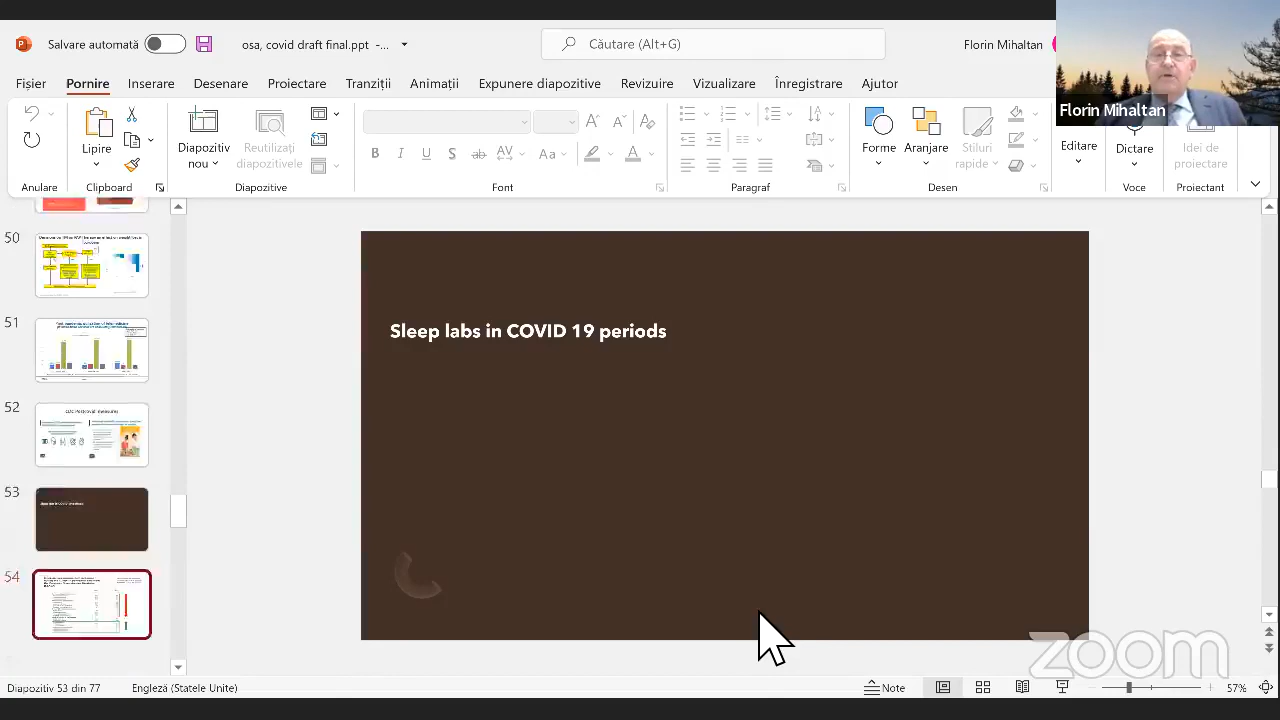 Salvare automată
osa, covid draft final.ppt -...
Căutare (Alt+G)
Florin Mihaltan
Florin Mihaltan
Fișier
Pornire
Inserare
Desenare
Proiectare
Tranziții
Animații
Expunere diapozitive
Revizuire
Vizualizare
Înregistrare
Ajutor
Lipire
Diapozitiv
nou
Reutilizați
diapozitivele
Forme
Aranjare
Stiluri
rapide
Editare
Dictare
Idei de
proiectare
Anulare
Clipboard
Diapozitive
Font
Paragraf
Desen
Voce
Proiectant
50
51
52
53
54
Sleep labs in COVID 19 periods
zoom
Diapozitiv 53 din 77
Engleză (Statele Unite)
Note
57%